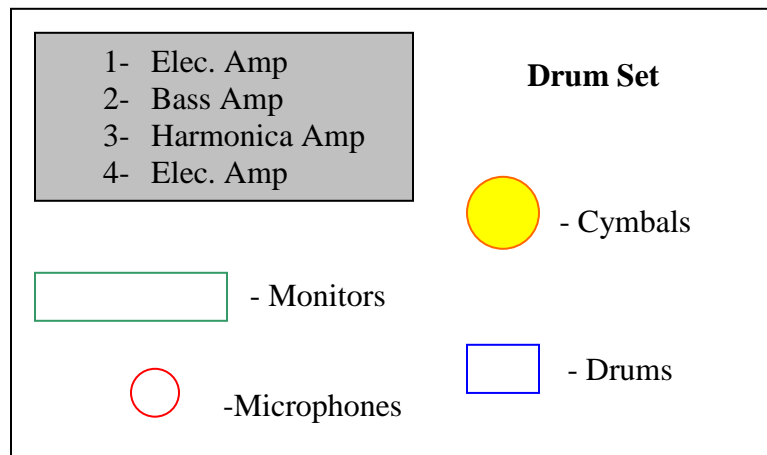 1- Elec. Amp
2- Bass Amp
3- Harmonica Amp
4- Elec. Amp
Drum Set
- Cymbals
- Monitors
- Drums
-Microphones